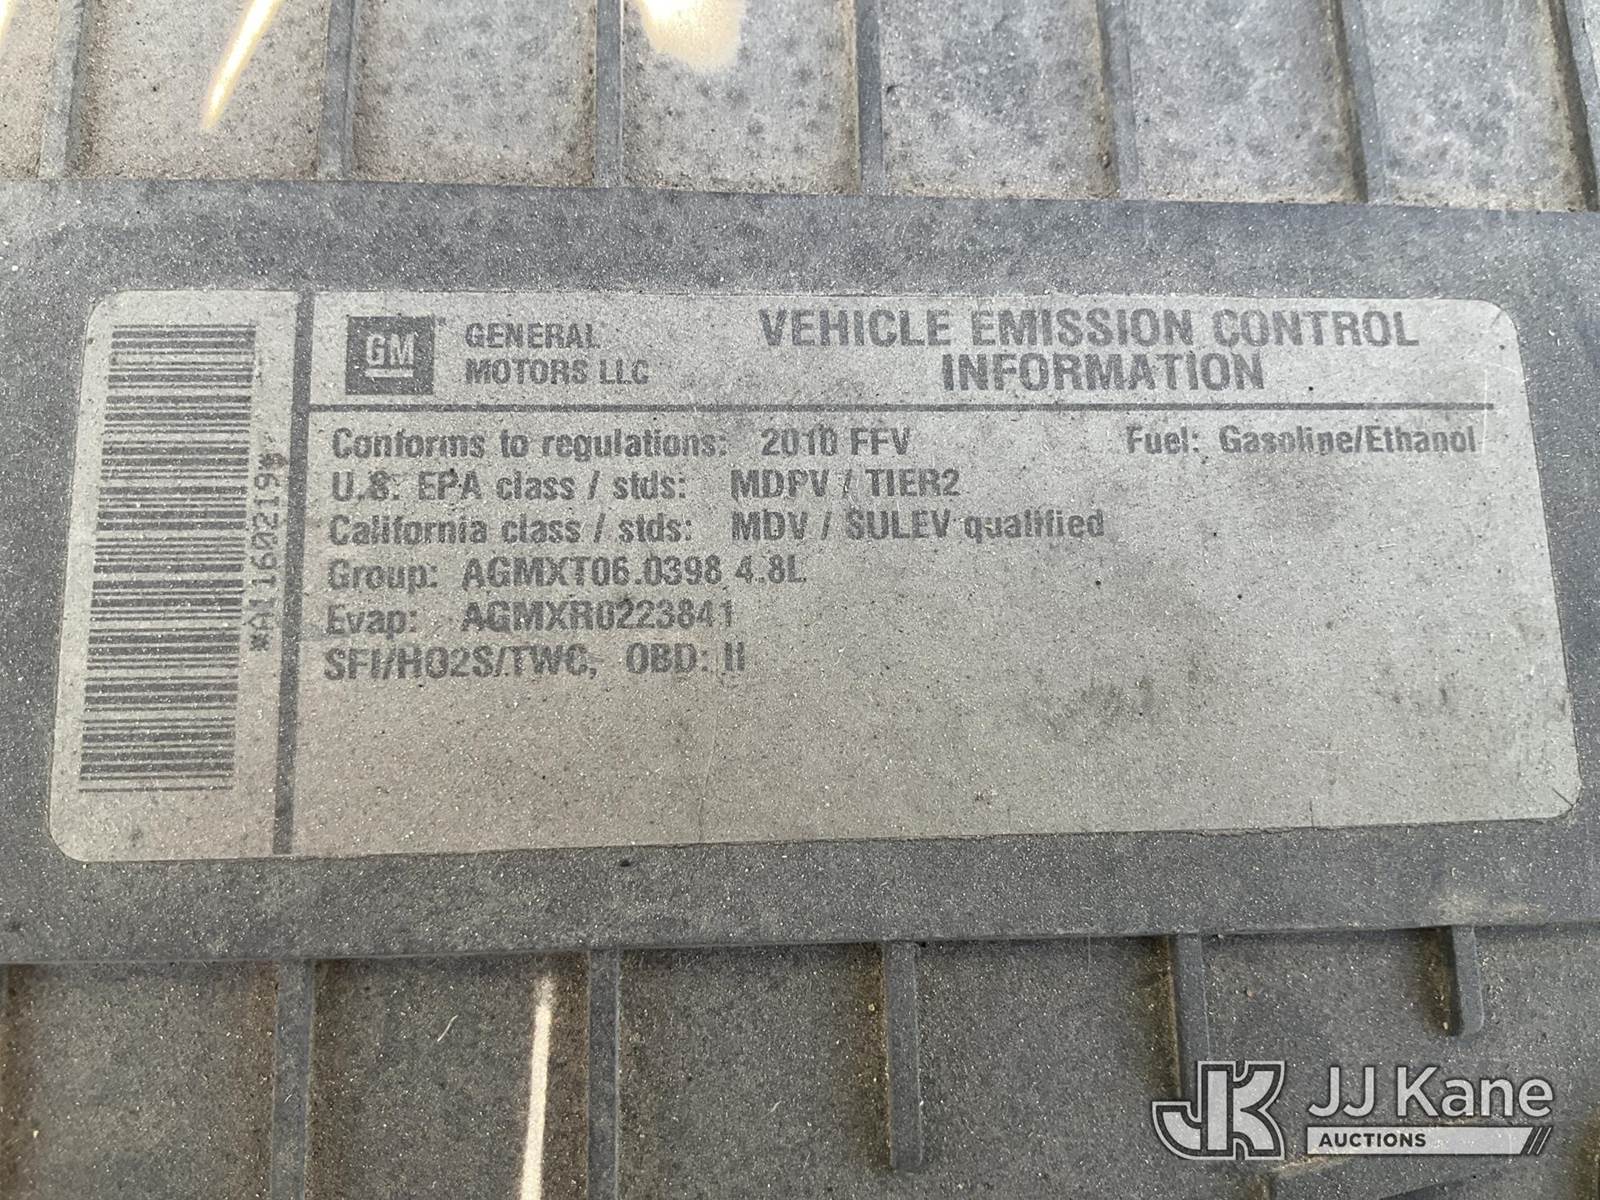 GM GENERAL MOTORS LLC
VEHICLE EMISSION CONTROL
INFORMATION
Conforms to regulations: 2010 FFV Fuel: Gasoline/Ethanol
U.S. EPA class / stds: MDPV / TIER2
California class / stds: MDV / SULEV qualified
Group: AGMXT06.0398 4.8L
Evap: AGMXR0223841
SFI/HO2S/TWC, OBD: II
JK JJ Kane
AUCTIONS